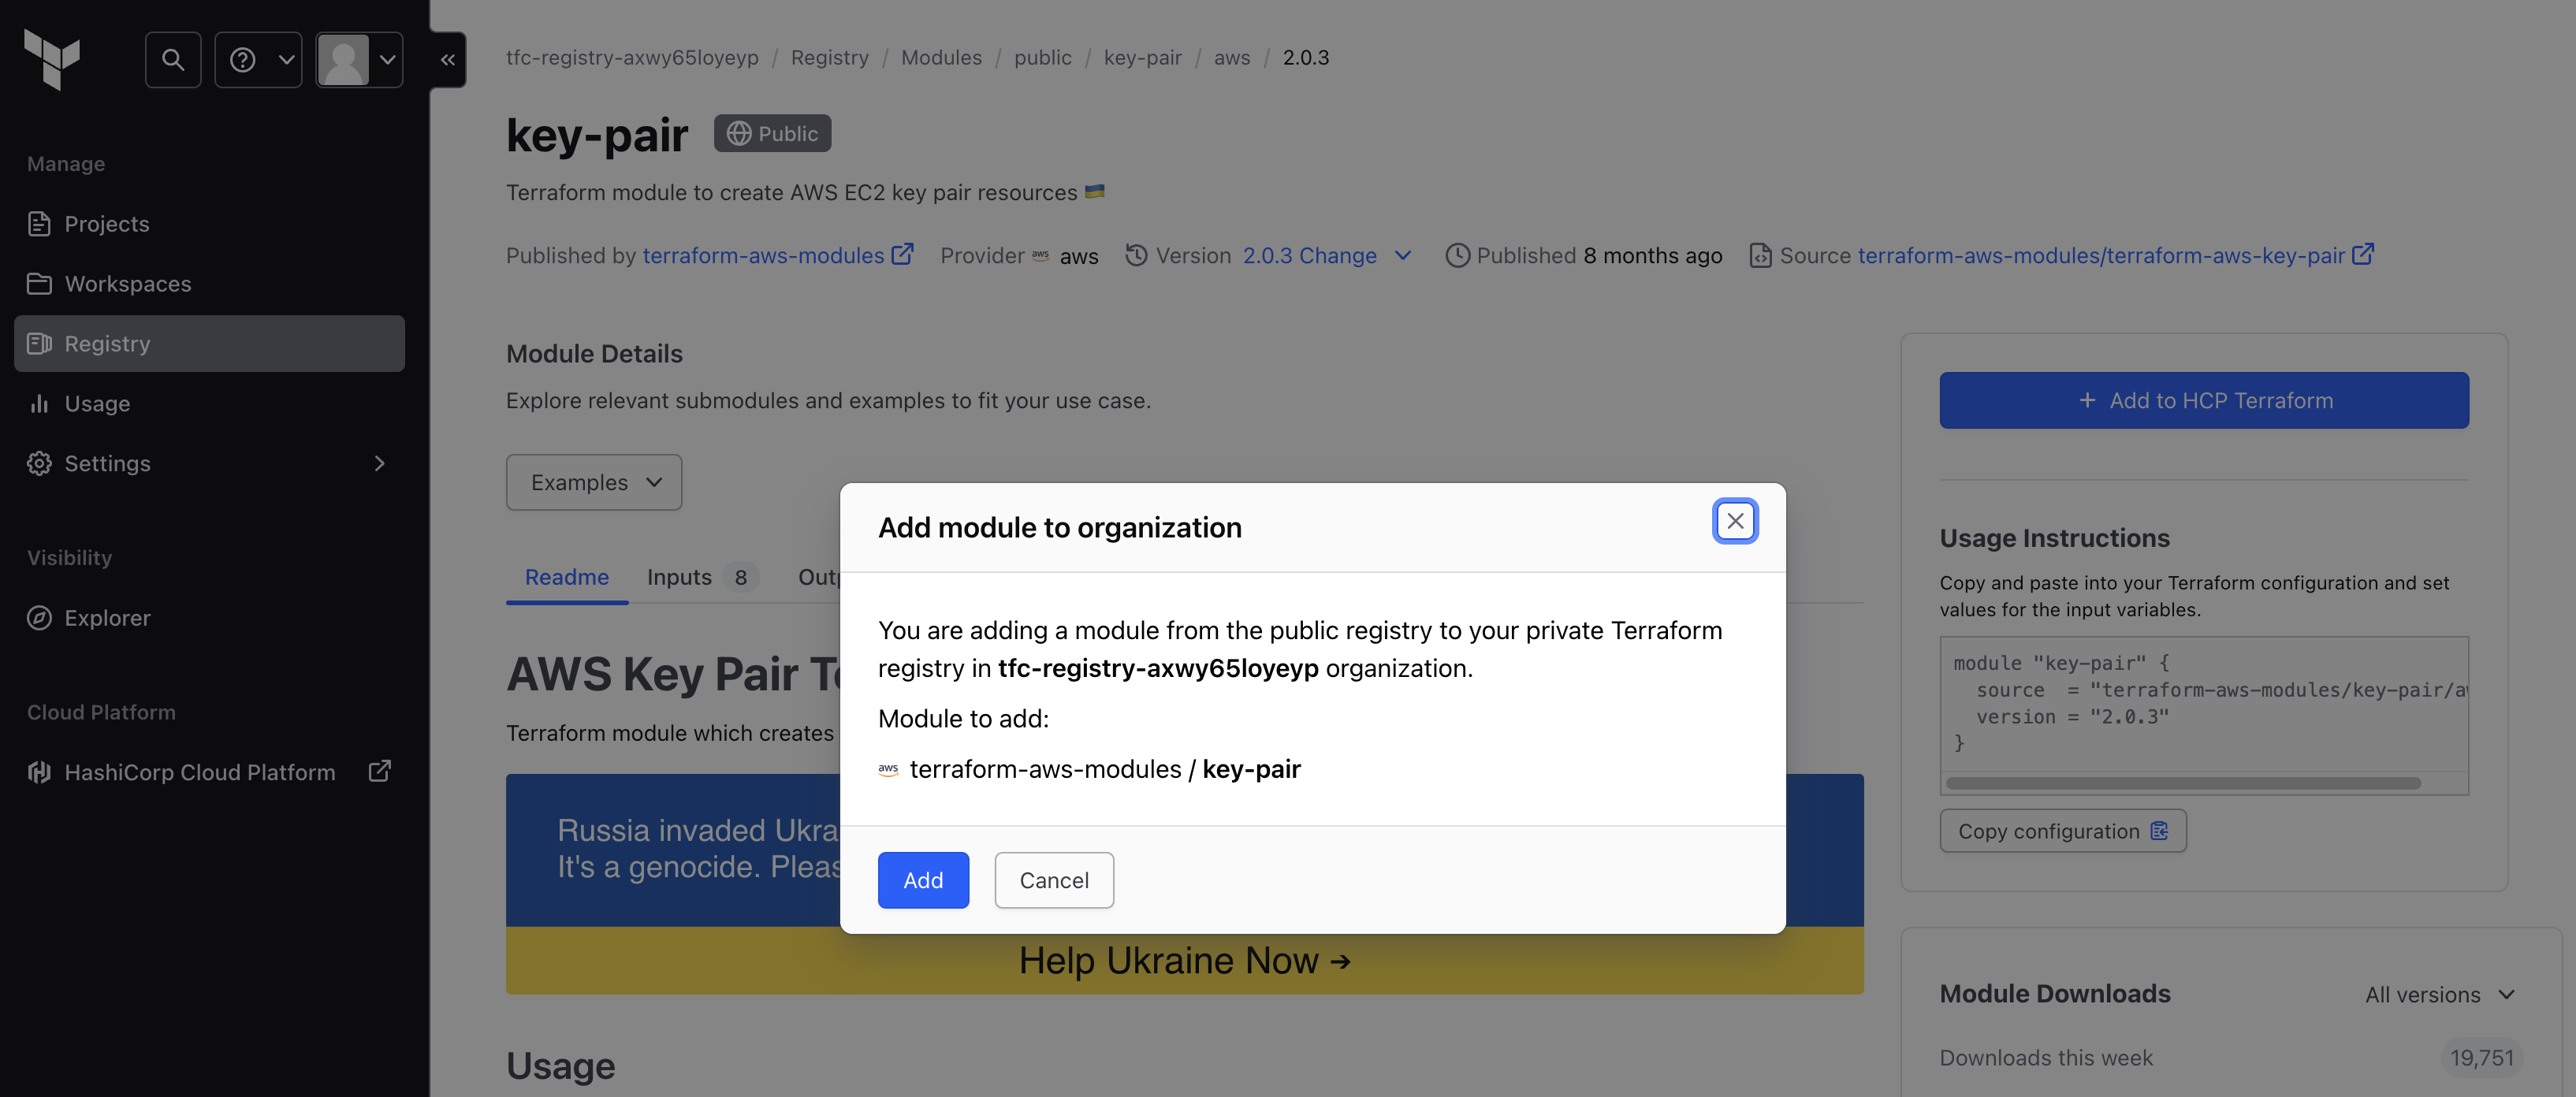 Manage
Projects
Workspaces
Registry
Usage
Settings
Visibility
Explorer
Cloud Platform
HashiCorp Cloud Platform
tfc-registry-axwy65loyeyp / Registry / Modules / public / key-pair / aws / 2.0.3
key-pair Public
Terraform module to create AWS EC2 key pair resources 🇺🇦
Published by terraform-aws-modules Provider aws aws Version 2.0.3 Change Published 8 months ago Source terraform-aws-modules/terraform-aws-key-pair
Module Details
Explore relevant submodules and examples to fit your use case.
Examples
Readme Inputs 8
AWS Key Pair
Terraform module which creates
Russia invaded
It's a genocide.
Help Ukraine Now →
Usage
Add module to organization
You are adding a module from the public registry to your private Terraform
registry in tfc-registry-axwy65loyeyp organization.
Module to add:
aws terraform-aws-modules / key-pair
Add Cancel
+ Add to HCP Terraform
Usage Instructions
Copy and paste into your Terraform configuration and set
values for the input variables.
module "key-pair" {
source = "terraform-aws-modules/key-pair/
version = "2.0.3"
}
Copy configuration
Module Downloads All versions
Downloads this week 19,751